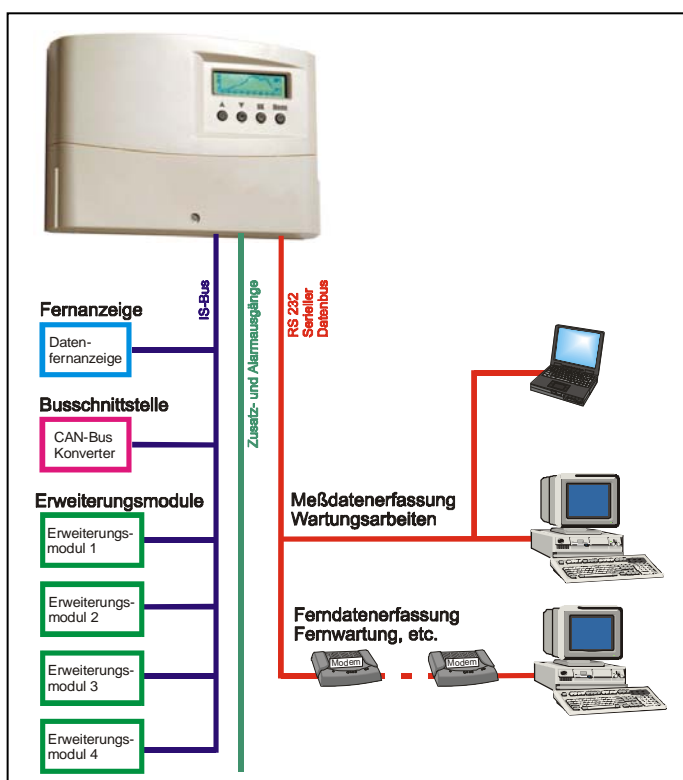 IS-Bus
Zusatz- und Alarmausgänge
RS 232
Serieller
Datenbus
Fernanzeige
Daten-
fernanzeige
Busschnittstelle
CAN-Bus
Konverter
Erweiterungsmodule
Erweiterungs-
modul 1
Erweiterungs-
modul 2
Erweiterungs-
modul 3
Erweiterungs-
modul 4
Meßdatenerfassung
Wartungsarbeiten
Ferndatenerfassung
Fernwartung, etc.
Modem
Modem